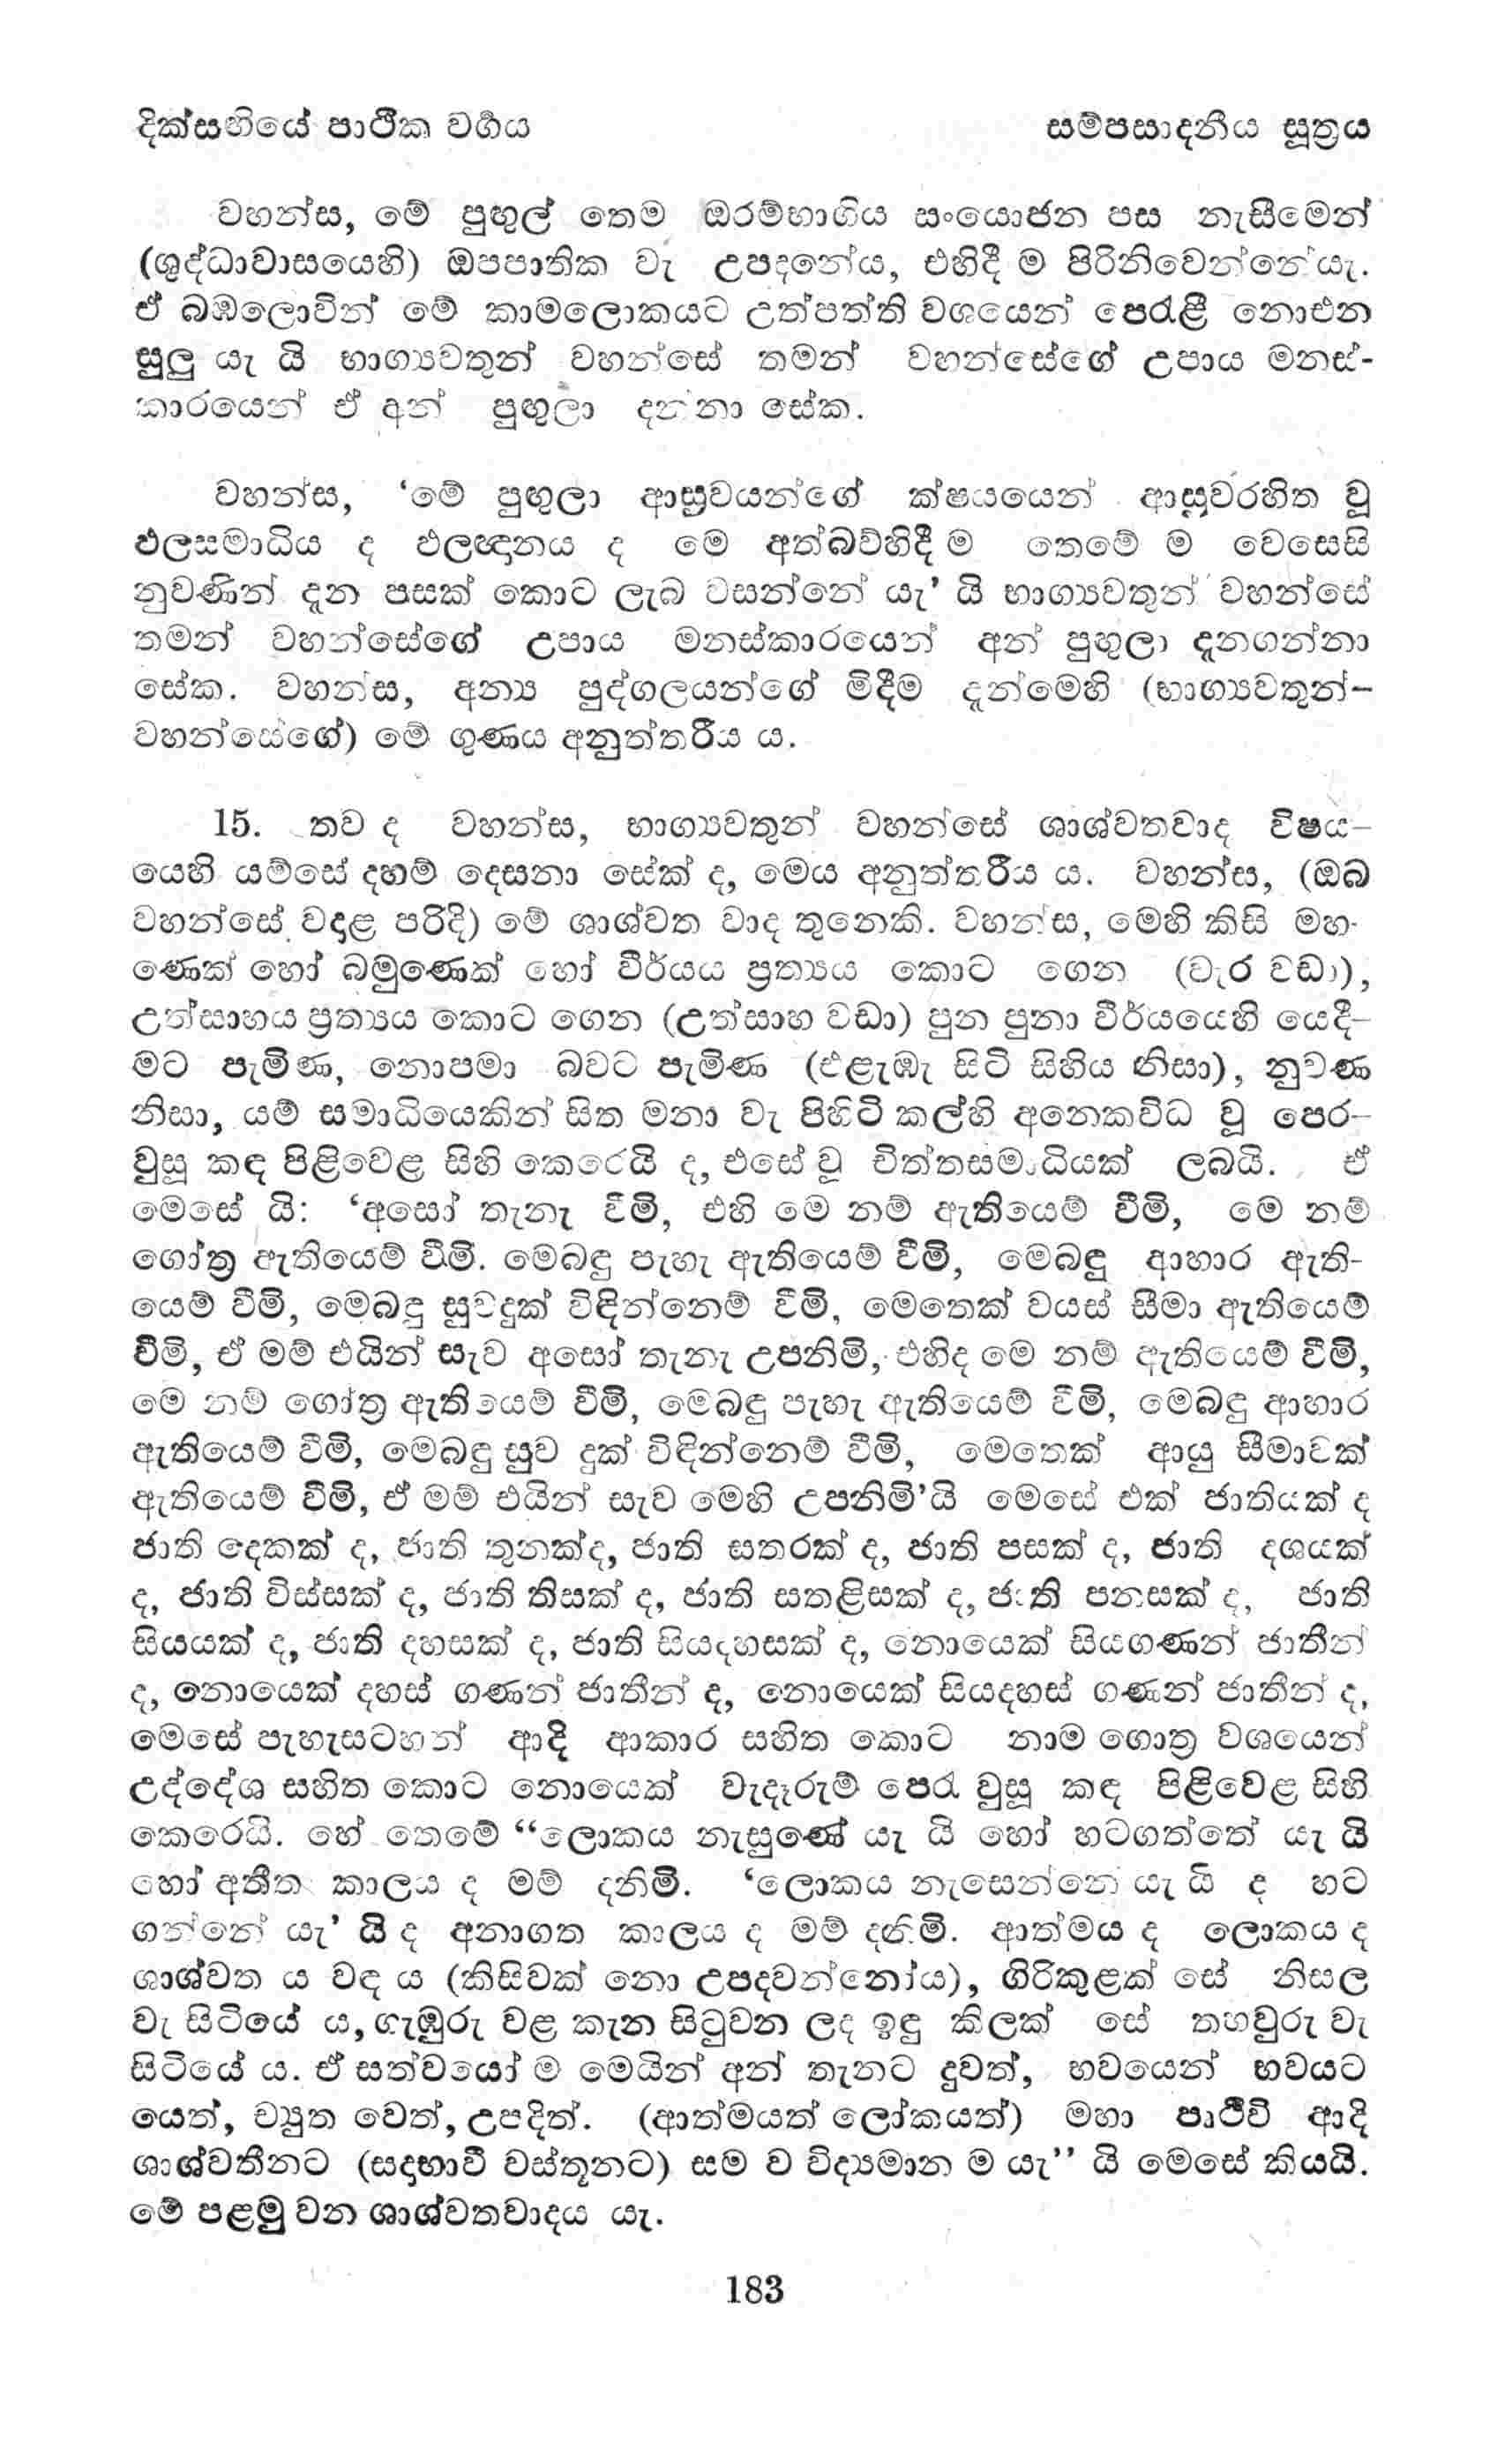 දික්සඟියේ පාථික වර්‍ගය සම්පසාදනීය සූත්‍රය
වහන්ස, මේ පුඟුල් තෙම ඔරම්භාගිය සංයොජන පස නැසීමෙන්
(ශුද්ධාවාසයෙහි) ඔපපාතික වැ උපදනේය, එහිදී ම පිරිනිවෙන්නේයැ.
ඒ බඹලොවින් මේ කාමලොකයට උත්පත්ති වශයෙන් පෙරැළී නොඑන
සුලු යැ යි භාග්‍යවතුන් වහන්සේ තමන් වහන්සේගේ උපාය මනස්-
කාරයෙන් ඒ අන් පුඟුලා දන්නා සේක.
වහන්ස, ‘මේ පුඟුලා ආස්‍රවයන්ගේ ක්ෂයයෙන් ආස්‍රවරහිත වූ
ඵලසමාධිය ද ඵලඥානය ද මෙ අත්බව්හිදී ම තෙමේ ම වෙසෙසි
නුවණින් දැන පසක් කොට ලැබ වසන්නේ යැ’ යි භාග්‍යවතුන් වහන්සේ
තමන් වහන්සේගේ උපාය මනස්කාරයෙන් අන් පුඟුලා දැනගන්නා
සේක. වහන්ස, අන්‍ය පුද්ගලයන්ගේ මිදීම දැන්මෙහි (භාග්‍යවතුන්-
වහන්සේගේ) මේ ගුණය අනුත්තරීය ය.
15. තව ද වහන්ස, භාග්‍යවතුන් වහන්සේ ශාශ්වතවාද විෂය-
යෙහි යම්සේ දහම් දෙසනා සේක් ද, මෙය අනුත්තරීය ය. වහන්ස, (ඔබ
වහන්සේ වදාළ පරිදි) මේ ශාශ්වත වාද තුනෙකි. වහන්ස, මෙහි කිසි මහ-
ණෙක් හෝ බමුණෙක් හෝ වීර්යය ප්‍රත්‍යය කොට ගෙන (වැර වඩා),
උත්සාහය ප්‍රත්‍යය කොට ගෙන (උත්සාහ වඩා) පුන පුනා වීර්යයෙහි යෙදී-
මට පැමිණ, නොපමා බවට පැමිණ (එළැඹැ සිටි සිහිය නිසා), නුවණ
නිසා, යම් සමාධියෙකින් සිත මනා වැ පිහිටි කල්හි අනෙකවිධ වූ පෙර-
වුසූ කඳ පිළිවෙළ සිහි කෙරෙයි ද, එසේ වූ චිත්තසමාධියක් ලබයි. ඒ
මෙසේ යි: ‘අසෝ තැනැ වීමි, එහි මෙ නම් ඇතියෙම් වීමි, මෙ නම්
ගෝත්‍ර ඇතියෙම් වීමි. මෙබඳු පැහැ ඇතියෙම් වීමි, මෙබඳු ආහාර ඇති-
යෙම් වීමි, මෙබඳු සුවදුක් විඳින්නෙම් වීමි, මෙතෙක් වයස් සීමා ඇතියෙම්
වීමි, ඒ මම් එයින් සැව අසෝ තැනැ උපනිමි, එහිද මෙ නම් ඇතියෙම් වීමි,
මෙ නම් ගෝත්‍ර ඇතියෙම් වීමි, මෙබඳු පැහැ ඇතියෙම් වීමි, මෙබඳු ආහාර
ඇතියෙම් වීමි, මෙබඳු සුව දුක් විඳින්නෙම් වීමි, මෙතෙක් ආයු සීමාවක්
ඇතියෙම් වීමි, ඒ මම් එයින් සැව මෙහි උපනිමි’යි මෙසේ එක් ජාතියක් ද
ජාති දෙකක් ද, ජාති තුනක්ද, ජාති සතරක් ද, ජාති පසක් ද, ජාති දශයක්
ද, ජාති විස්සක් ද, ජාති තිසක් ද, ජාති සතළිසක් ද, ජාති පනසක් ද, ජාති
සියයක් ද, ජාති දහසක් ද, ජාති සියදහසක් ද, නොයෙක් සියගණන් ජාතීන්
ද, නොයෙක් දහස් ගණන් ජාතීන් ද, නොයෙක් සියදහස් ගණන් ජාතීන් ද,
මෙසේ පැහැසටහන් ආදි ආකාර සහිත කොට නාම ගොත්‍ර වශයෙන්
උද්දේශ සහිත කොට නොයෙක් වැදෑරුම් පෙරැ වුසූ කඳ පිළිවෙළ සිහි
කෙරෙයි. හේ තෙමේ “ලොකය නැසුණේ යැ යි හෝ හටගත්තේ යැ යි
හෝ අතීත කාලය ද මම් දනිමි. ‘ලොකය නැසෙන්නෙ යැ යි ද හට
ගන්නේ යැ’ යි ද අනාගත කාලය ද මම් දනිමි. ආත්මය ද ලොකය ද
ශාශ්වත ය වඳ ය (කිසිවක් නො උපදවන්නෝය), ගිරිකුළක් සේ නිසල
වැ සිටියේ ය, ගැඹුරු වළ කැන සිටුවන ලද ඉඳු කිලක් සේ තහවුරු වැ
සිටියේ ය. ඒ සත්වයෝ ම මෙයින් අන් තැනට දුවත්, භවයෙන් භවයට
යෙත්, ච්‍යුත වෙත්, උපදිත්. (ආත්මයත් ලෝකයත්) මහා පෘථිවි ආදි
ශාශ්වතීනට (සදාභාවී වස්තූනට) සම ව විද්‍යමාන ම යැ” යි මෙසේ කියයි.
මේ පළමු වන ශාශ්වතවාදය යැ.
183